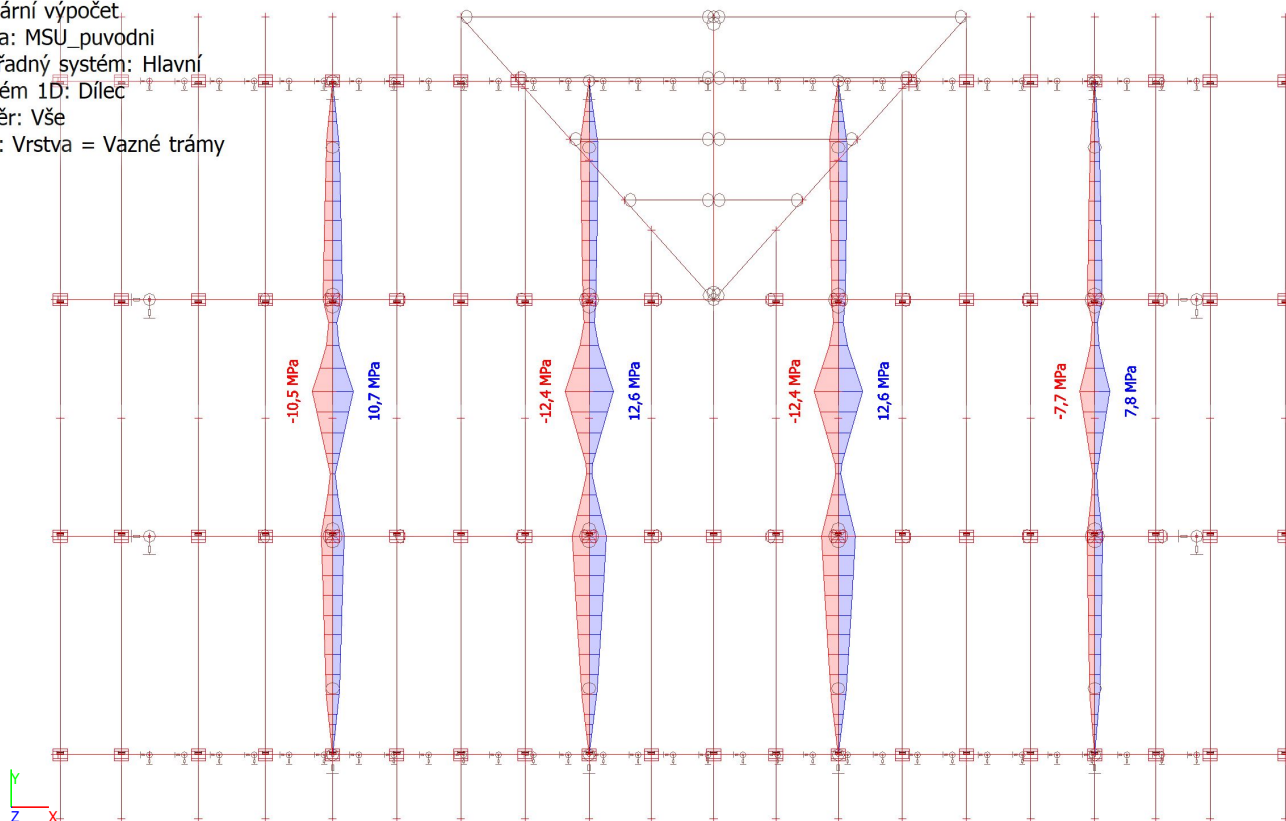 ární výpočet
a: MSÚ_puvodni
řadný systém: Hlavní
ém 1D: Dílec
ěr: Vše
: Vrstva = Vazné trámy
-10,5 MPa
10,7 MPa
-12,4 MPa
12,6 MPa
-12,4 MPa
12,6 MPa
-7,7 MPa
7,8 MPa
Y
Z X